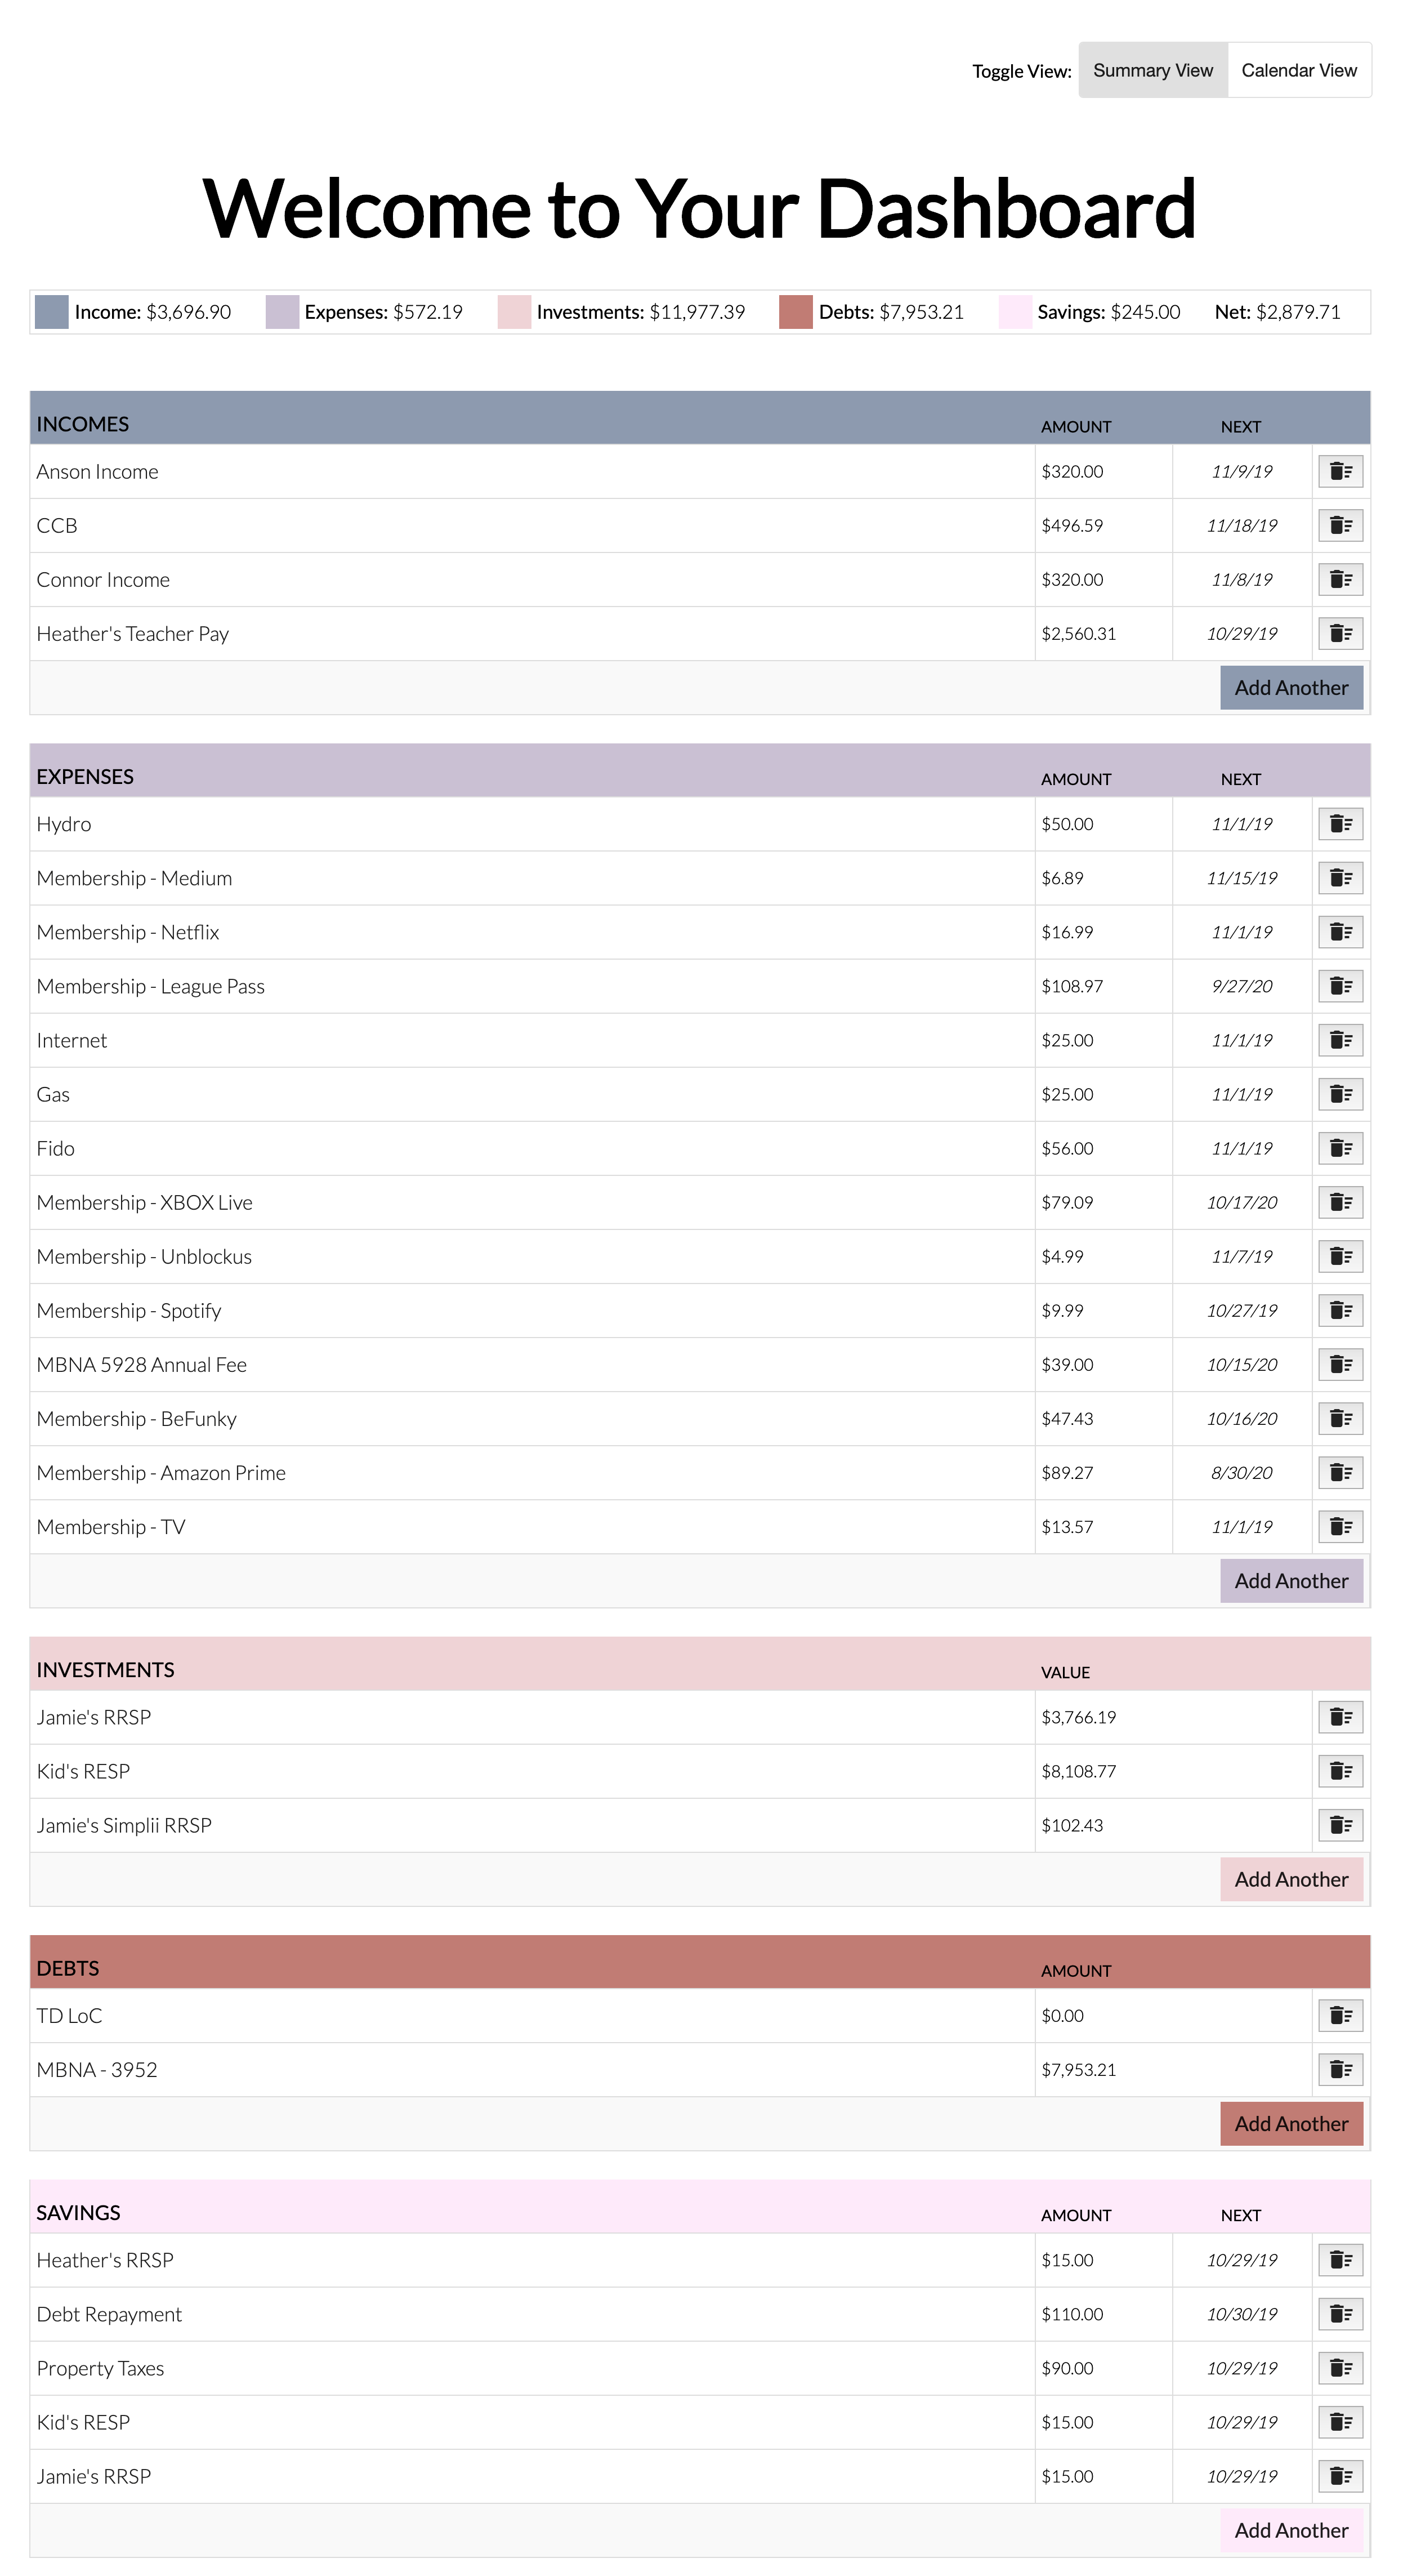 Toggle View: Summary View Calendar View
Welcome to Your Dashboard
Income: $3,696.90 Expenses: $572.19 Investments: $11,977.39 Debts: $7,953.21 Savings: $245.00 Net: $2,879.71
INCOMES AMOUNT NEXT
Anson Income $320.00 11/9/19
CCB $496.59 11/18/19
Connor Income $320.00 11/8/19
Heather's Teacher Pay $2,560.31 10/29/19
Add Another
EXPENSES AMOUNT NEXT
Hydro $50.00 11/1/19
Membership - Medium $6.89 11/15/19
Membership - Netflix $16.99 11/1/19
Membership - League Pass $108.97 9/27/20
Internet $25.00 11/1/19
Gas $25.00 11/1/19
Fido $56.00 11/1/19
Membership - XBOX Live $79.09 10/17/20
Membership - Unblockus $4.99 11/7/19
Membership - Spotify $9.99 10/27/19
MBNA 5928 Annual Fee $39.00 10/15/20
Membership - BeFunky $47.43 10/16/20
Membership - Amazon Prime $89.27 8/30/20
Membership - TV $13.57 11/1/19
Add Another
INVESTMENTS VALUE
Jamie's RRSP $3,766.19
Kid's RESP $8,108.77
Jamie's Simplii RRSP $102.43
Add Another
DEBTS AMOUNT
TD LoC $0.00
MBNA - 3952 $7,953.21
Add Another
SAVINGS AMOUNT NEXT
Heather's RRSP $15.00 10/29/19
Debt Repayment $110.00 10/30/19
Property Taxes $90.00 10/29/19
Kid's RESP $15.00 10/29/19
Jamie's RRSP $15.00 10/29/19
Add Another